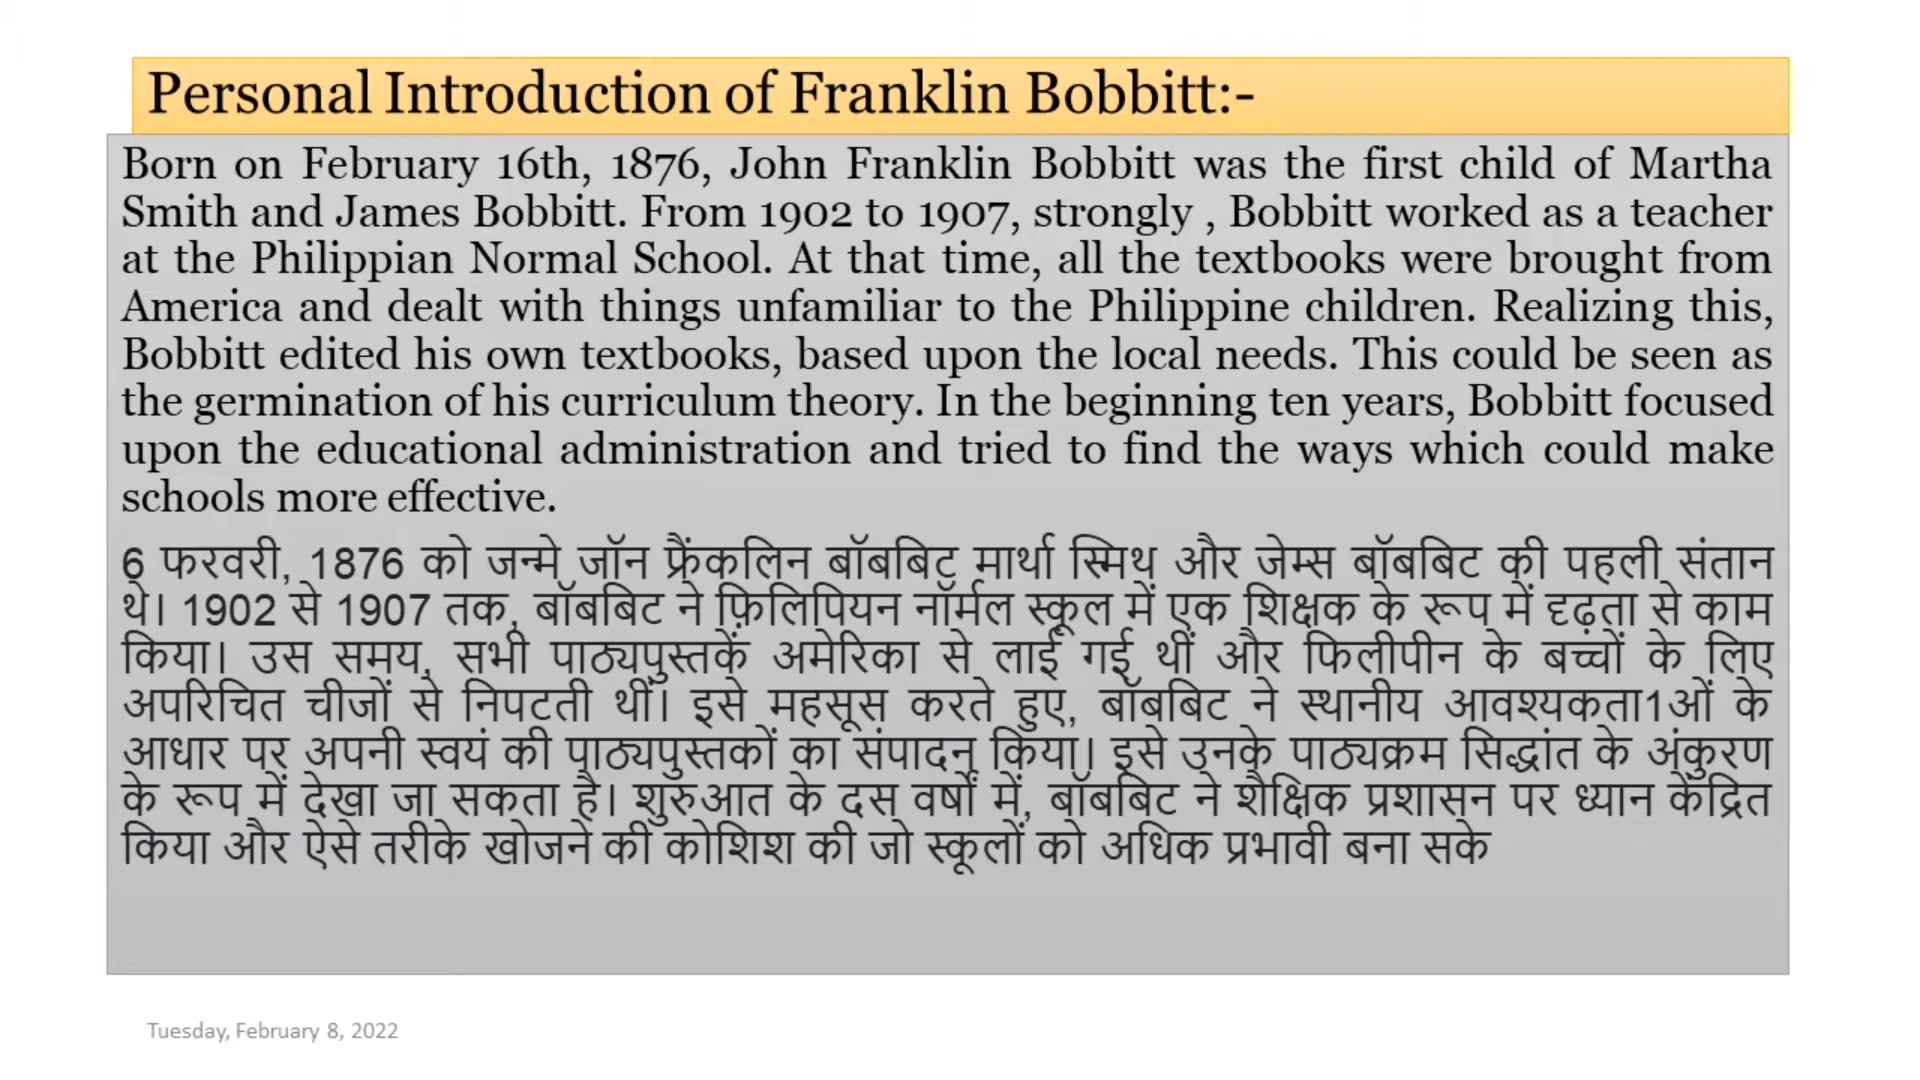 Personal Introduction of Franklin Bobbitt:-
Born on February 16th, 1876, John Franklin Bobbitt was the first child of Martha
Smith and James Bobbitt. From 1902 to 1907, strongly , Bobbitt worked as a teacher
at the Philippian Normal School. At that time, all the textbooks were brought from
America and dealt with things unfamiliar to the Philippine children. Realizing this,
Bobbitt edited his own textbooks, based upon the local needs. This could be seen as
the germination of his curriculum theory. In the beginning ten years, Bobbitt focused
upon the educational administration and tried to find the ways which could make
schools more effective.
6 फरवरी, 1876 को जन्मे जॉन फ्रैंकलिन बॉबबिट मार्था स्मिथ और जेम्स बॉबबिट की पहली संतान
थे। 1902 से 1907 तक, बॉबबिट ने फ़िलिपियन नॉर्मल स्कूल में एक शिक्षक के रूप में दृढ़ता से काम
किया। उस समय, सभी पाठ्यपुस्तकें अमेरिका से लाई गई थीं और फिलीपीन के बच्चों के लिए
अपरिचित चीजों से निपटती थीं। इसे महसूस करते हुए, बॉबबिट ने स्थानीय आवश्यकता1ओं के
आधार पर अपनी स्वयं की पाठ्यपुस्तकों का संपादन किया। इसे उनके पाठ्यक्रम सिद्धांत के अंकुरण
के रूप में देखा जा सकता है। शुरुआत के दस वर्षों में, बॉबबिट ने शैक्षिक प्रशासन पर ध्यान केंद्रित
किया और ऐसे तरीके खोजने की कोशिश की जो स्कूलों को अधिक प्रभावी बना सके
Tuesday, February 8, 2022